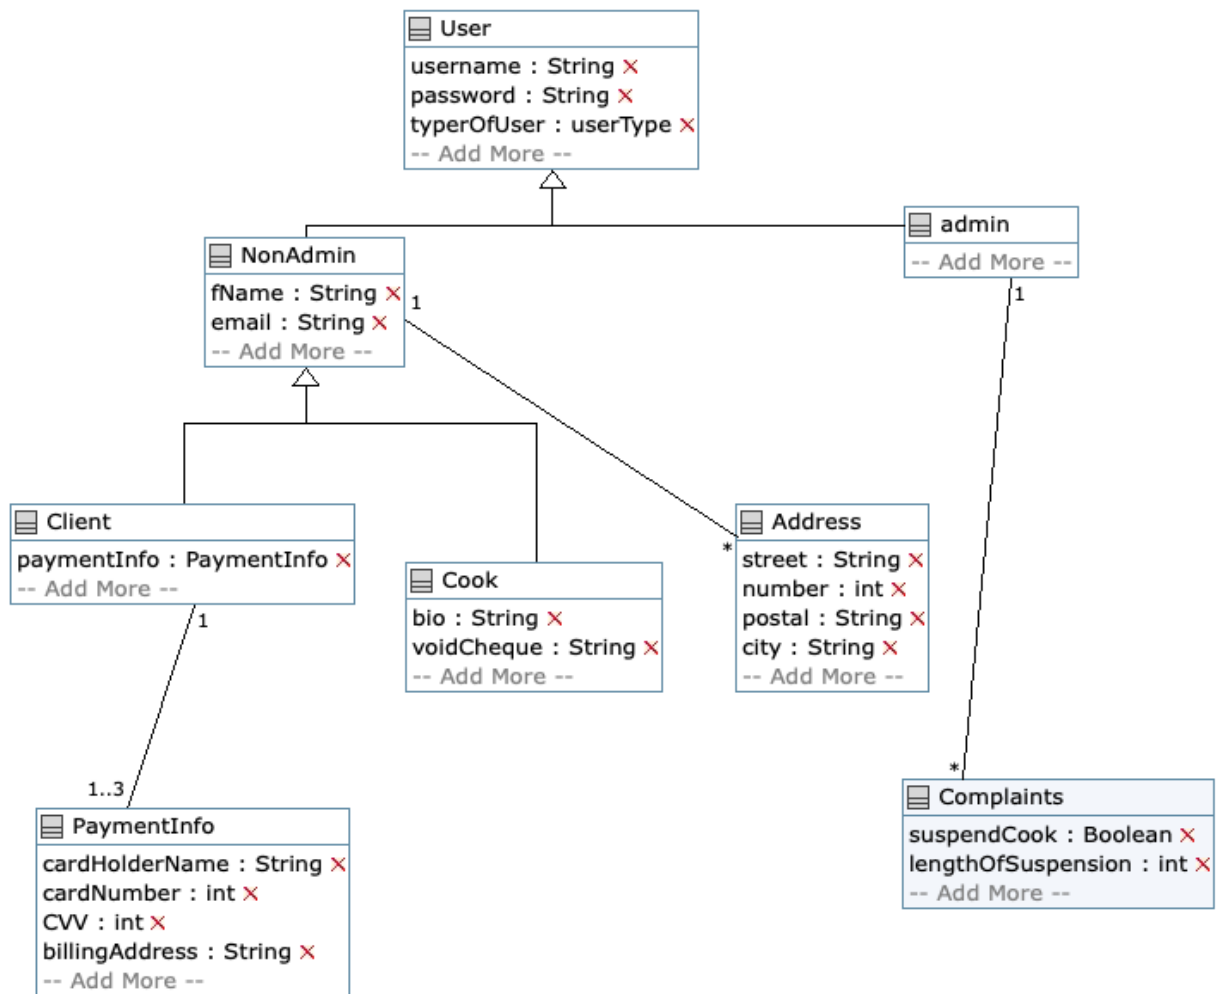 User
username : String
password : String
typerOfUser : userType
-- Add More --
admin
-- Add More --
1
NonAdmin
fName : String
email : String
-- Add More --
1
Client
paymentInfo : PaymentInfo
-- Add More --
1
Cook
bio : String
voidCheque : String
-- Add More --
*
Address
street : String
number : int
postal : String
city : String
-- Add More --
1..3
PaymentInfo
cardHolderName : String
cardNumber : int
CVV : int
billingAddress : String
-- Add More --
*
Complaints
suspendCook : Boolean
lengthOfSuspension : int
-- Add More --